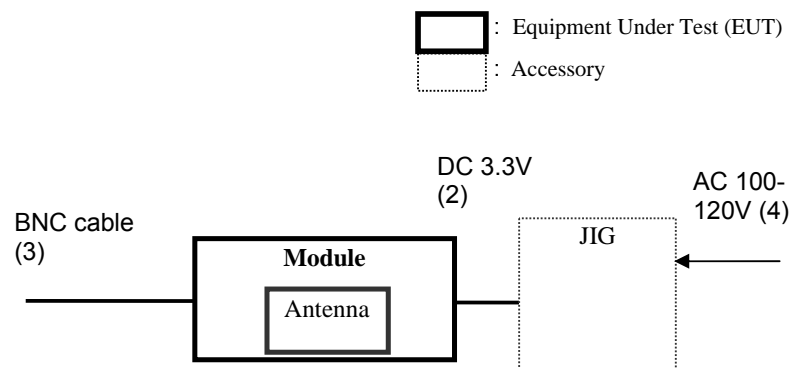 : Equipment Under Test (EUT)
: Accessory
DC 3.3V
(2)
AC 100-
120V (4)
BNC cable
(3)
JIG
Module
Antenna